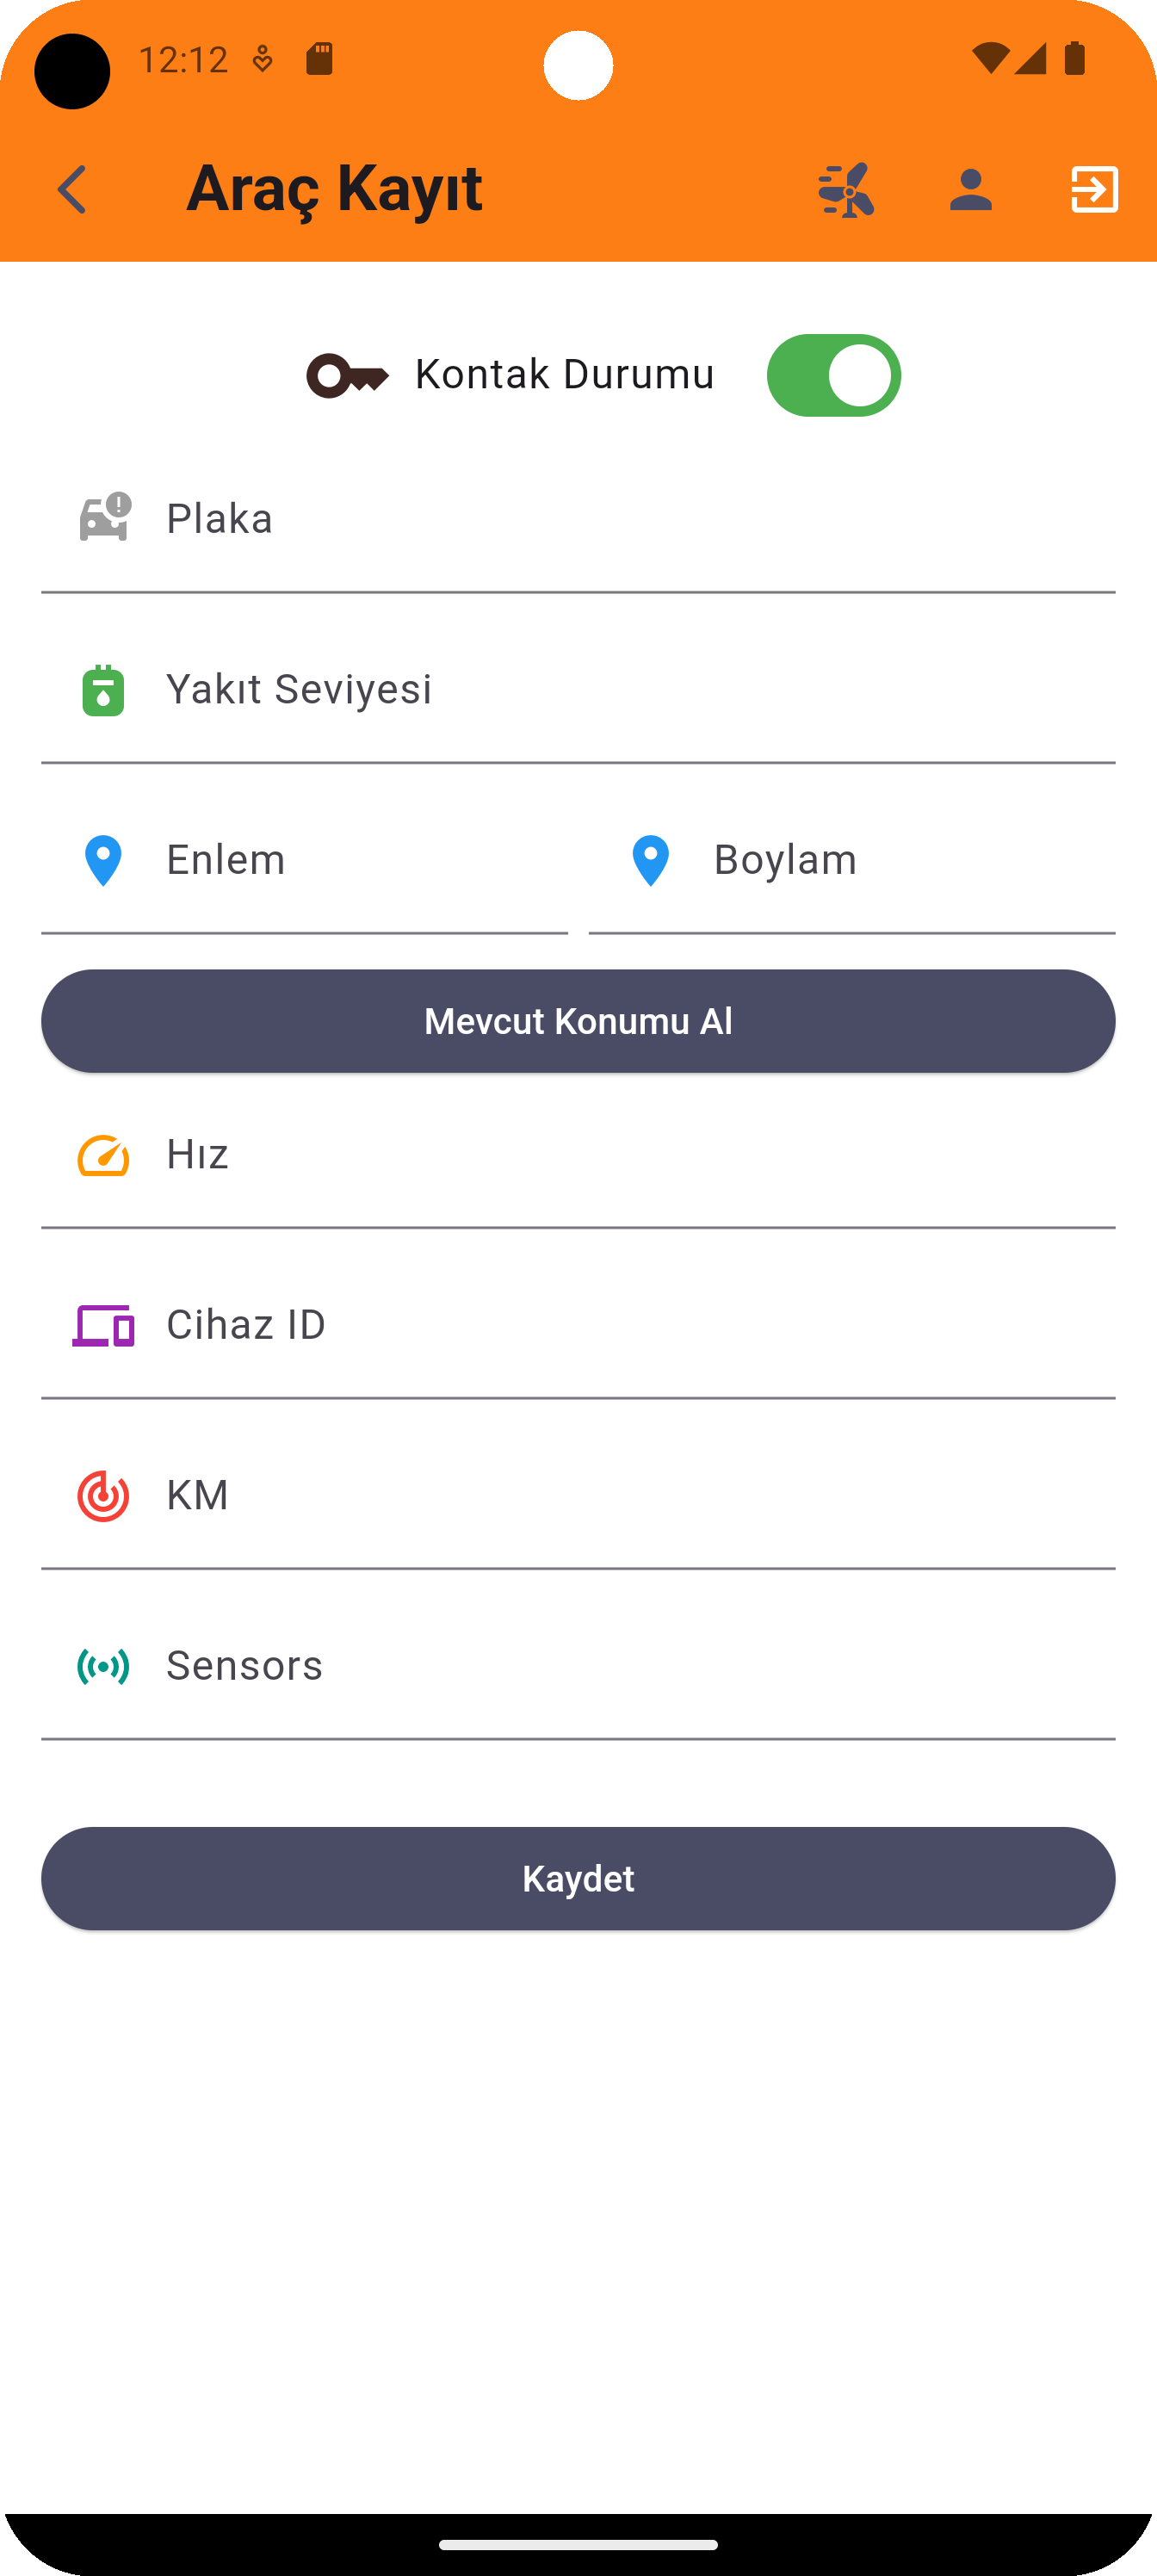 12:12
Araç Kayıt
Kontak Durumu
Plaka
Yakıt Seviyesi
Enlem
Boylam
Mevcut Konumu Al
Hız
Cihaz ID
KM
Sensors
Kaydet